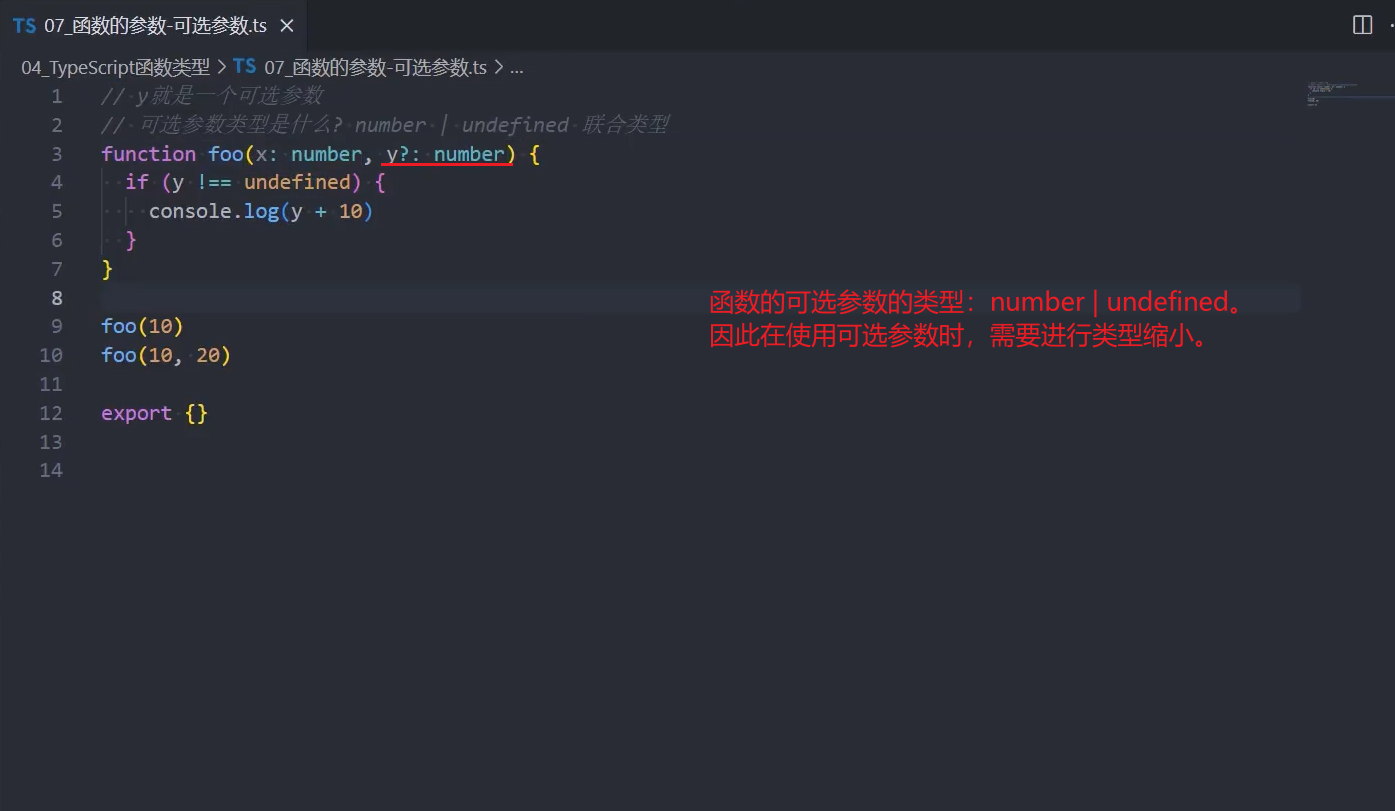 TS 07_函数的参数-可选参数.ts ×
04_TypeScript函数类型 > TS 07_函数的参数-可选参数.ts > ...
1 // y就是一个可选参数
2 // 可选参数类型是什么? number | undefined 联合类型
3 function foo(x: number, y?: number) {
4   if (y !== undefined) {
5     console.log(y + 10)
6   }
7 }
8
函数的可选参数的类型：number | undefined。
因此在使用可选参数时，需要进行类型缩小。
9 foo(10)
10 foo(10, 20)
11
12 export {}
13
14